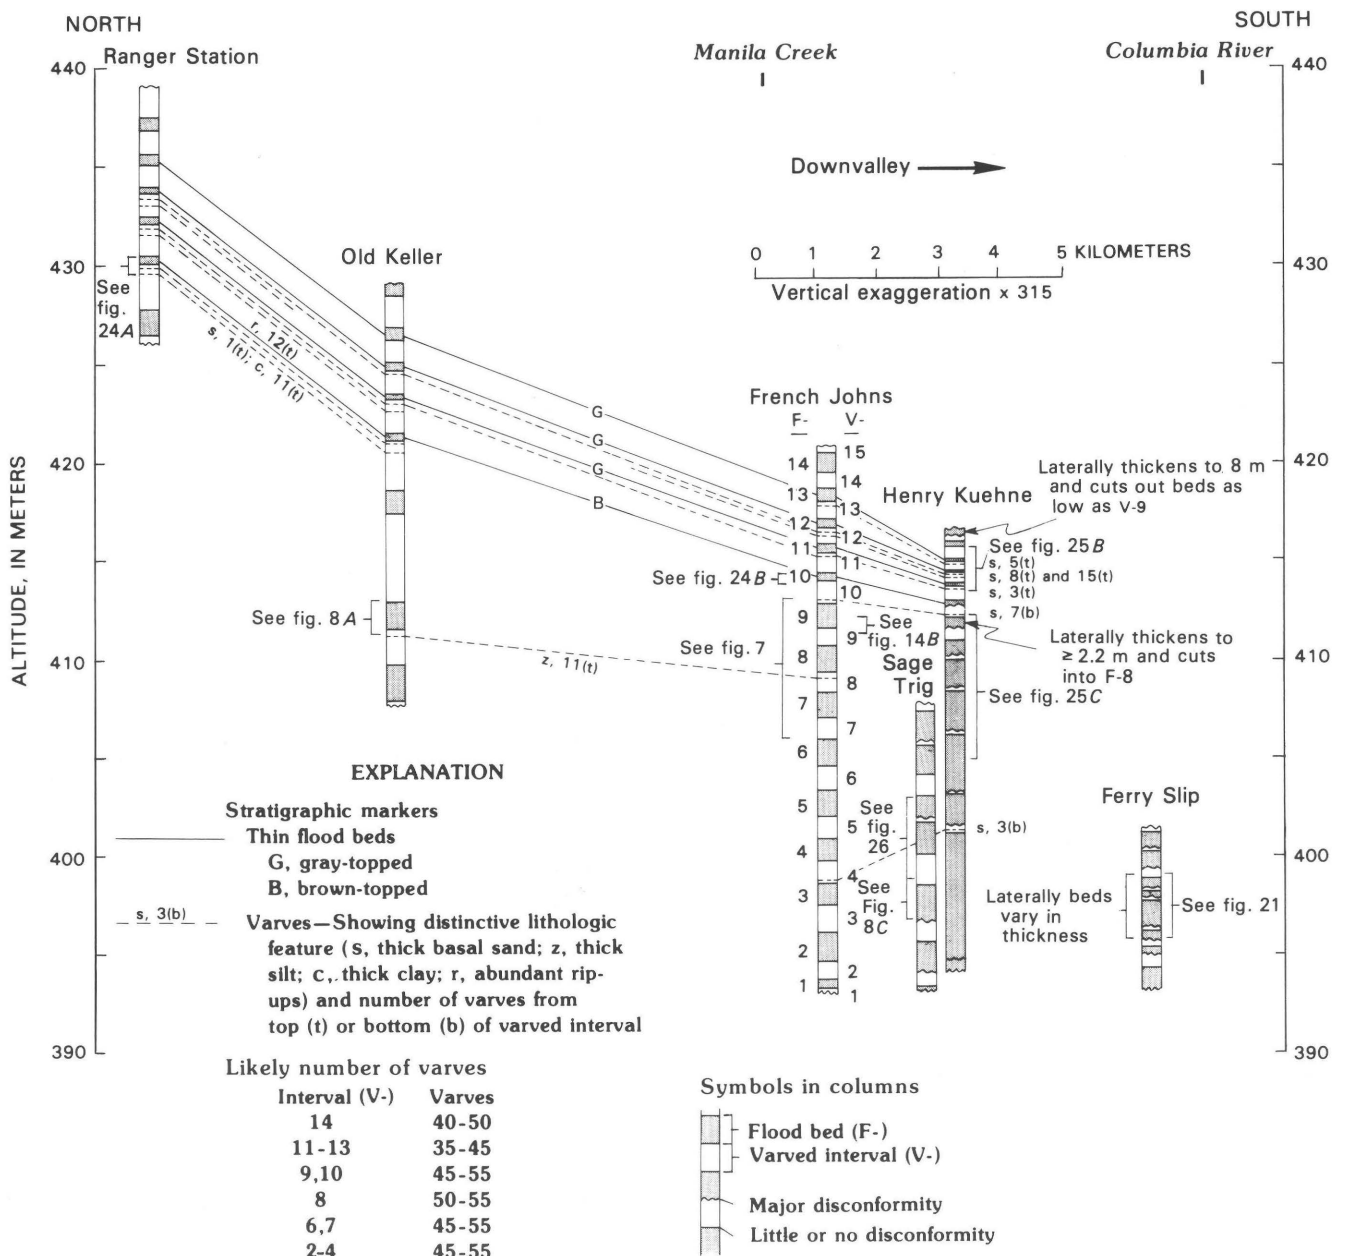 NORTH
SOUTH
Ranger Station
Manila Creek
Columbia River
440
440
Downvalley
Old Keller
0 1 2 3 4 5 KILOMETERS
430
430
Vertical exaggeration x 315
See
fig.
24A
r, 12(t)
s, 1(t); c, 11(t)
G
G
G
B
French Johns
F-
V-
420
420
15
14
14
13
13
12
12
11
11
10
10
9
9
8
8
7
7
6
6
5
5
4
4
3
3
2
2
1
1
Henry Kuehne
Laterally thickens to 8 m
and cuts out beds as
low as V-9
See fig. 25B
s, 5(t)
s, 8(t) and 15(t)
s, 3(t)
s, 7(b)
See fig. 24B
See fig. 8A
See fig. 7
See
fig. 14B
Laterally thickens to
≥ 2.2 m and cuts
into F-8
z, 11(t)
410
410
Sage
Trig
See fig. 25C
ALTITUDE, IN METERS
EXPLANATION
Stratigraphic markers
Thin flood beds
G, gray-topped
B, brown-topped
s, 3(b)
Varves—Showing distinctive lithologic
feature (s, thick basal sand; z, thick
silt; c, thick clay; r, abundant rip-
ups) and number of varves from
top (t) or bottom (b) of varved interval
See
fig.
26
s, 3(b)
See
Fig.
8C
Ferry Slip
400
400
Laterally beds
vary in
thickness
See fig. 21
390
390
Likely number of varves
Interval (V-) Varves
14 40-50
11-13 35-45
9,10 45-55
8 50-55
6,7 45-55
2-4 45-55
Symbols in columns
Flood bed (F-)
Varved interval (V-)
Major disconformity
Little or no disconformity